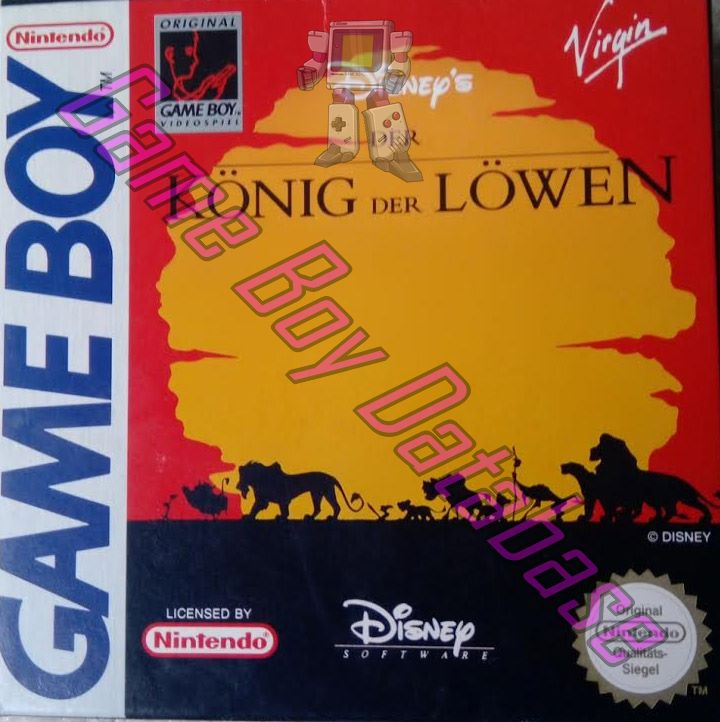 Nintendo
GAME BOY
TM
ORIGINAL
GAME BOY
VIDEOSPIEL
Virgin
DISNEY'S
DER
KÖNIG DER LÖWEN
Game Boy Database
© DISNEY
LICENSED BY
Nintendo
DISNEY
SOFTWARE
Original
Nintendo
Qualitäts-
Siegel
TM